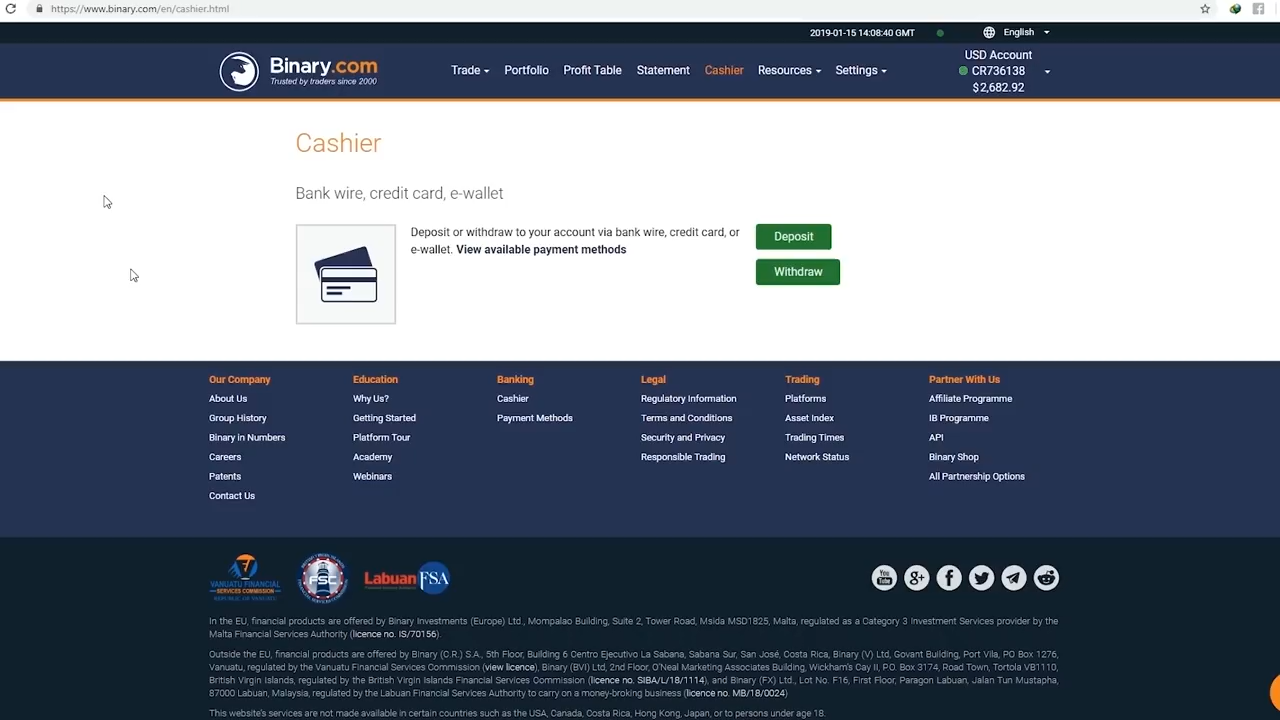 https://www.binary.com/en/cashier.html
2019-01-15 14:08:40 GMT
English
Binary.com
Trusted by traders since 2000
Trade
Portfolio
Profit Table
Statement
Cashier
Resources
Settings
USD Account
CR736138
$2,682.92
Cashier
Bank wire, credit card, e-wallet
Deposit or withdraw to your account via bank wire, credit card, or
e-wallet. View available payment methods
Deposit
Withdraw
Our Company
About Us
Group History
Binary in Numbers
Careers
Patents
Contact Us
Education
Why Us?
Getting Started
Platform Tour
Academy
Webinars
Banking
Cashier
Payment Methods
Legal
Regulatory Information
Terms and Conditions
Security and Privacy
Responsible Trading
Trading
Platforms
Asset Index
Trading Times
Network Status
Partner With Us
Affiliate Programme
IB Programme
API
Binary Shop
All Partnership Options
VANUATU FINANCIAL
SERVICES COMMISSION
FSC
Labuan FSA
You
Tube
In the EU, financial products are offered by Binary Investments (Europe) Ltd., Mompalao Building, Suite 2, Tower Road, Msida MSD1825, Malta, regulated as a Category 3 Investment Services provider by the
Malta Financial Services Authority (licence no. IS/70156).
Outside the EU, financial products are offered by Binary (C.R.) S.A., 5th Floor, Building 6 Centro Ejecutivo La Sabana, Sabana Sur, San José, Costa Rica, Binary (V) Ltd, Govant Building, Port Vila, PO Box 1276,
Vanuatu, regulated by the Vanuatu Financial Services Commission (view licence), Binary (BVI) Ltd, 2nd Floor, O'Neal Marketing Associates Building, Wickham's Cay II, P.O. Box 3174, Road Town, Tortola VB1110,
British Virgin Islands, regulated by the British Virgin Islands Financial Services Commission (licence no. SIBA/L/18/1114), and Binary (FX) Ltd., Lot No. F16, First Floor, Paragon Labuan, Jalan Tun Mustapha,
87000 Labuan, Malaysia, regulated by the Labuan Financial Services Authority to carry on a money-broking business (licence no. MB/18/0024)
This website's services are not made available in certain countries such as the USA, Canada, Costa Rica, Hong Kong, Japan, or to persons under age 18.